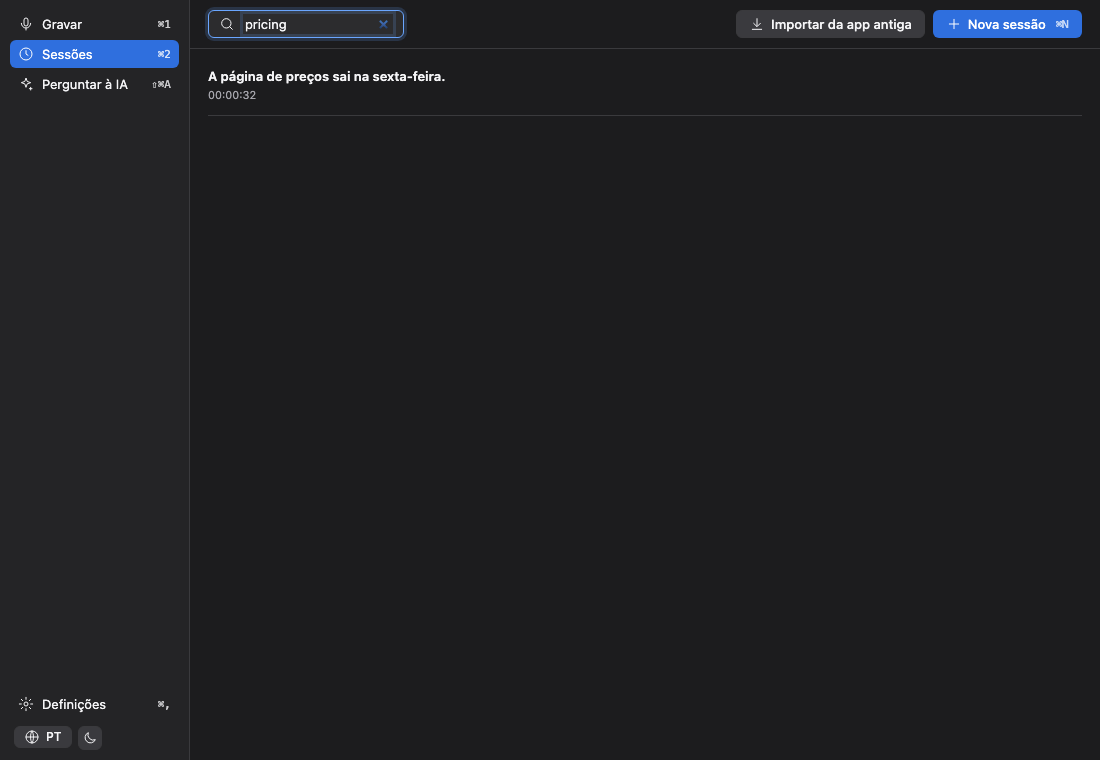 Gravar ⌘1
Sessões ⌘2
Perguntar à IA ⇧⌘A
pricing
Importar da app antiga
Nova sessão ⌘N
A página de preços sai na sexta-feira.
00:00:32
Definições ⌘,
PT